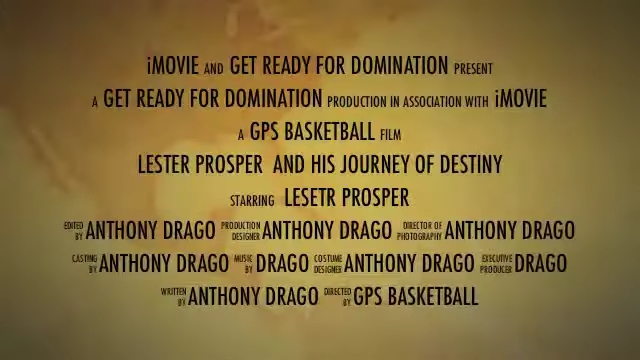 iMOVIE AND GET READY FOR DOMINATION PRESENT
A GET READY FOR DOMINATION PRODUCTION IN ASSOCIATION WITH iMOVIE
A GPS BASKETBALL FILM
LESTER PROSPER AND HIS JOURNEY OF DESTINY
STARRING LESETR PROSPER
EDITED BY ANTHONY DRAGO PRODUCTION DESIGNER ANTHONY DRAGO DIRECTOR OF PHOTOGRAPHY ANTHONY DRAGO
CASTING BY ANTHONY DRAGO MUSIC BY DRAGO COSTUME DESIGNER ANTHONY DRAGO EXECUTIVE PRODUCER DRAGO
WRITTEN BY ANTHONY DRAGO DIRECTED BY GPS BASKETBALL